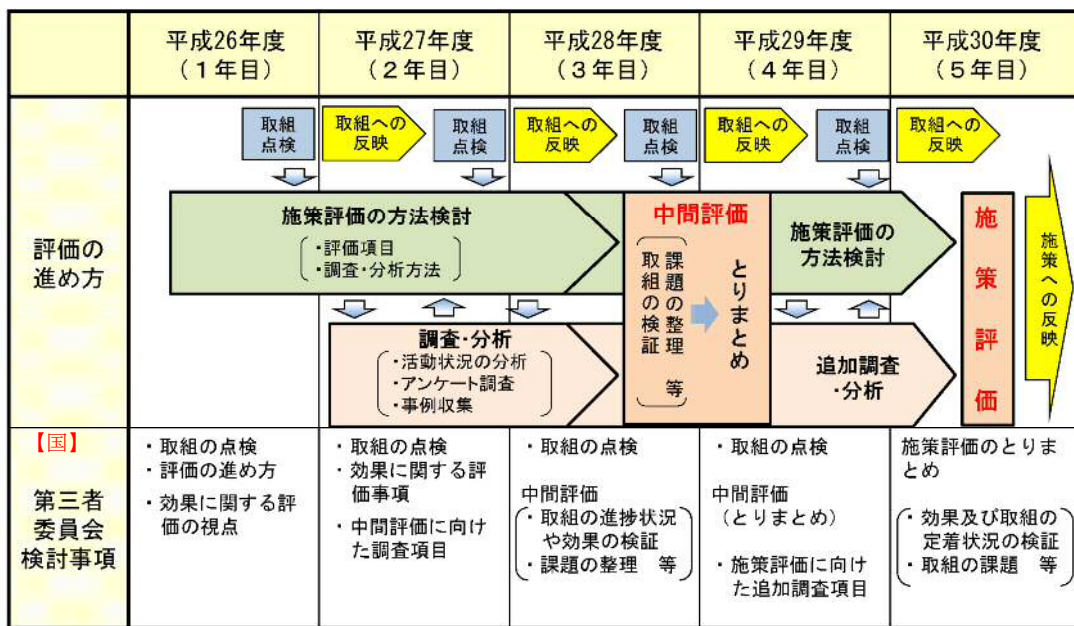 平成26年度
(1年目)
平成27年度
(2年目)
平成28年度
(3年目)
平成29年度
(4年目)
平成30年度
(5年目)
評価の
進め方
取組
点検
取組への
反映
取組
点検
取組への
反映
取組
点検
取組への
反映
取組
点検
取組への
反映
施策評価の方法検討
・評価項目
・調査・分析方法
中間評価
課題の整理 等
取組の検証
とりまとめ
施策評価の
方法検討
施策評価
施策への反映
調査・分析
・活動状況の分析
・アンケート調査
・事例収集
追加調査
・分析
【国】
第三者
委員会
検討事項
・取組の点検
・評価の進め方
・効果に関する評
価の視点
・取組の点検
・効果に関する評
価事項
・中間評価に向け
た調査項目
・取組の点検
中間評価
・取組の進捗状況
や効果の検証
・課題の整理 等
・取組の点検
中間評価
(とりまとめ)
・施策評価に向け
た追加調査項目
施策評価のとりま
とめ
・効果及び取組の
定着状況の検証
・取組の課題 等